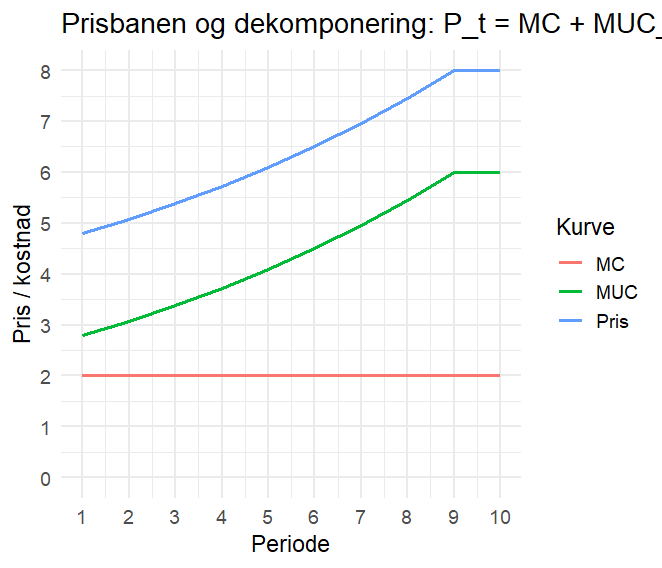 Prisbanen og dekomponering: P_t = MC + MUC_
Pris / kostnad
8
7
6
5
4
3
2
1
0
1 2 3 4 5 6 7 8 9 10
Periode
Kurve
MC
MUC
Pris